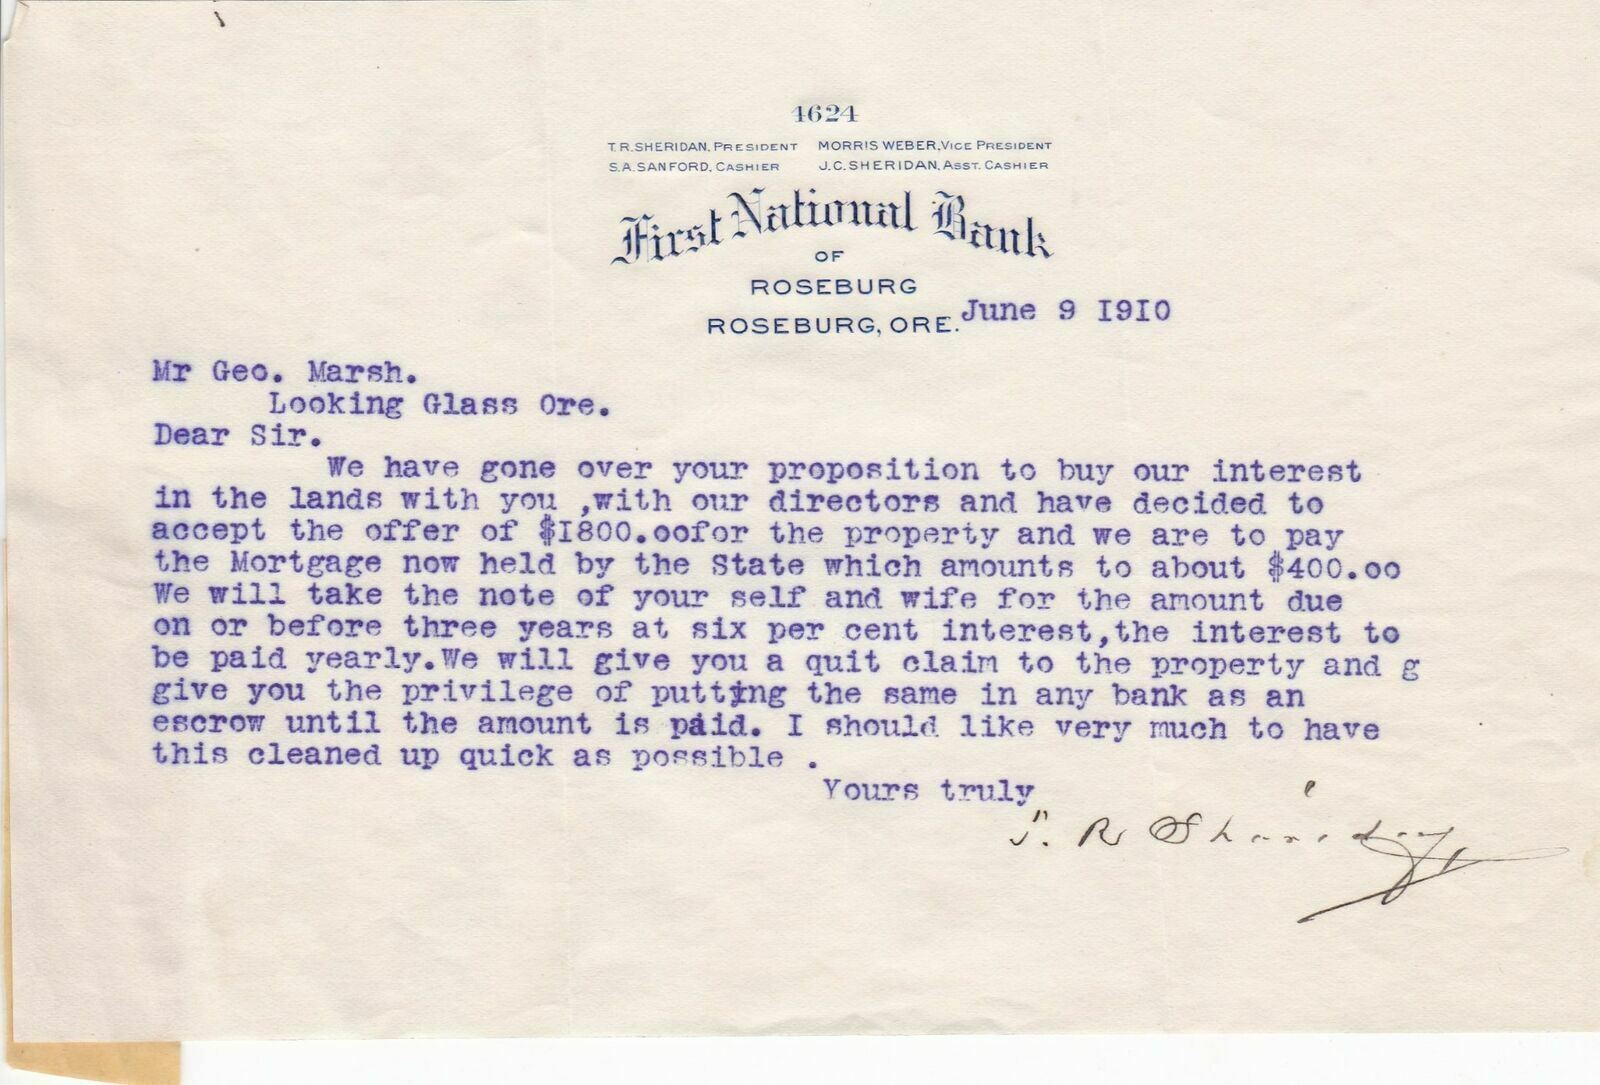 4624
T.R. SHERIDAN, PRESIDENT MORRIS WEBER, VICE PRESIDENT
S.A. SANFORD, CASHIER J.C. SHERIDAN, ASST. CASHIER
First National Bank
OF
ROSEBURG
ROSEBURG, ORE. June 9 I9I0
Mr Geo. Marsh.
Looking Glass Ore.
Dear Sir.
We have gone over your proposition to buy our interest
in the lands with you ,with our directors and have decided to
accept the offer of $I800.oofor the property and we are to pay
the Mortgage now held by the State which amounts to about $400.oo
We will take the note of your self and wife for the amount due
on or before three years at six per cent interest,the interest to
be paid yearly.We will give you a quit claim to the property and g
give you the privilege of putting the same in any bank as an
escrow until the amount is paid. I should like very much to have
this cleaned up quick as possible .
Yours truly
T. R Sheridan